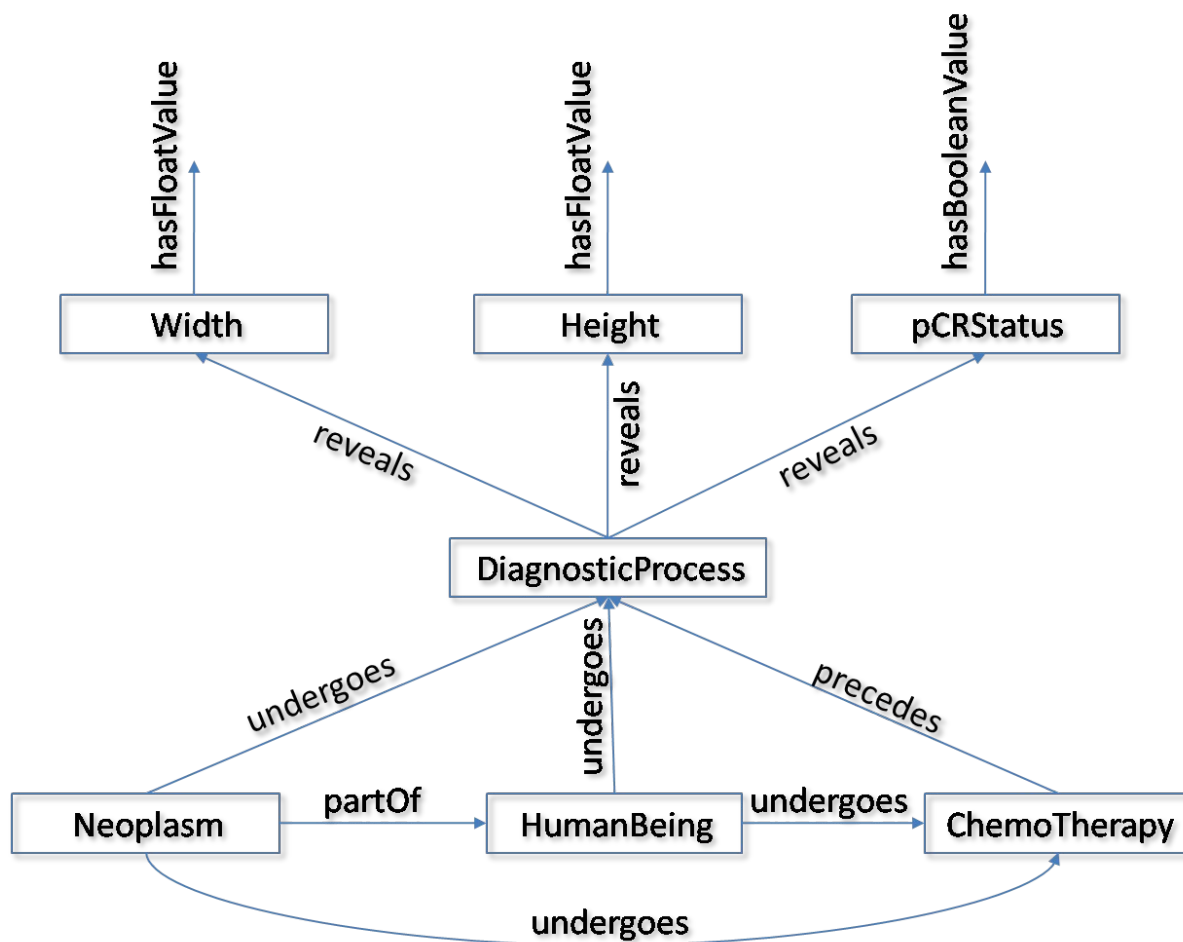 hasFloatValue
hasFloatValue
hasBooleanValue
Width
Height
pCRStatus
reveals
reveals
reveals
DiagnosticProcess
undergoes
undergoes
precedes
Neoplasm
partOf
HumanBeing
undergoes
ChemoTherapy
undergoes